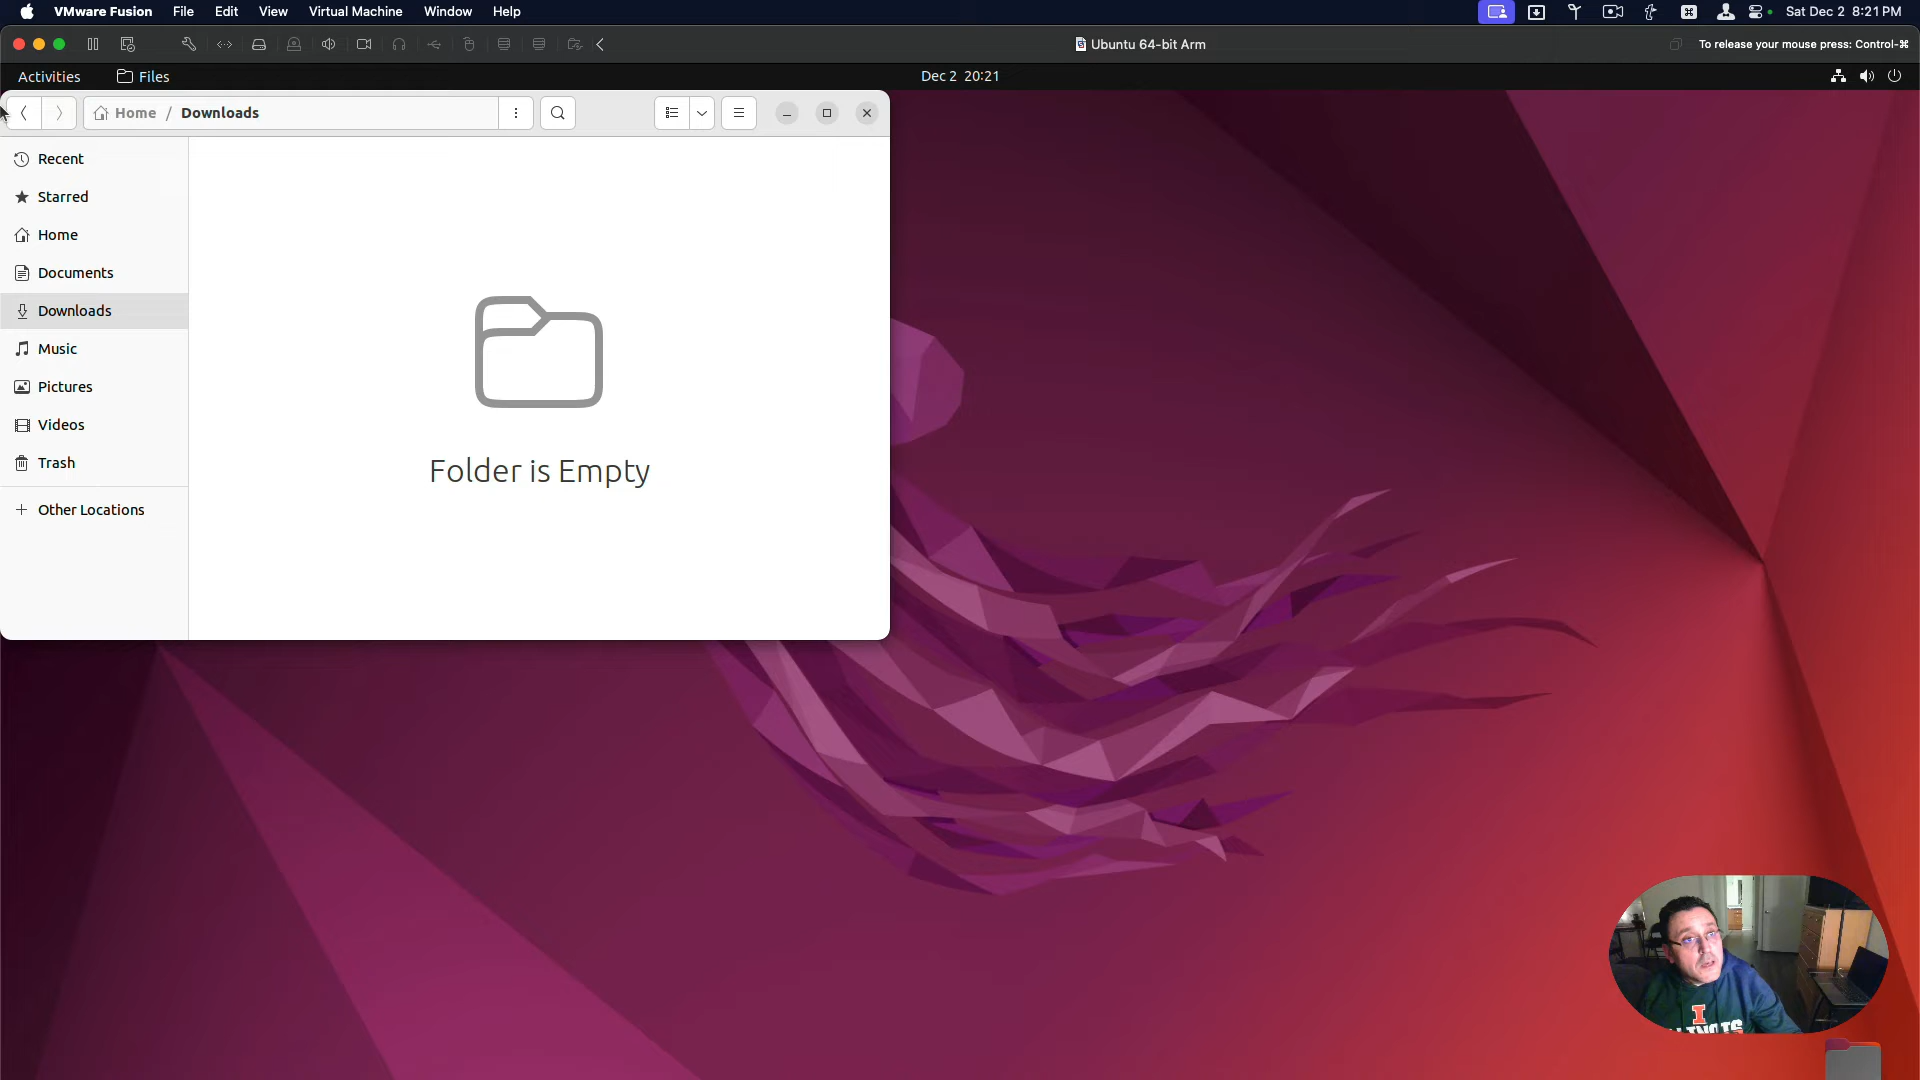 VMware Fusion File Edit View Virtual Machine Window Help Sat Dec 2 8:21 PM
Ubuntu 64-bit Arm To release your mouse press: Control-⌘
Activities Files Dec 2 20:21
Home / Downloads
Recent
Starred
Home
Documents
Downloads
Music
Pictures
Videos
Trash
Other Locations
Folder is Empty
I